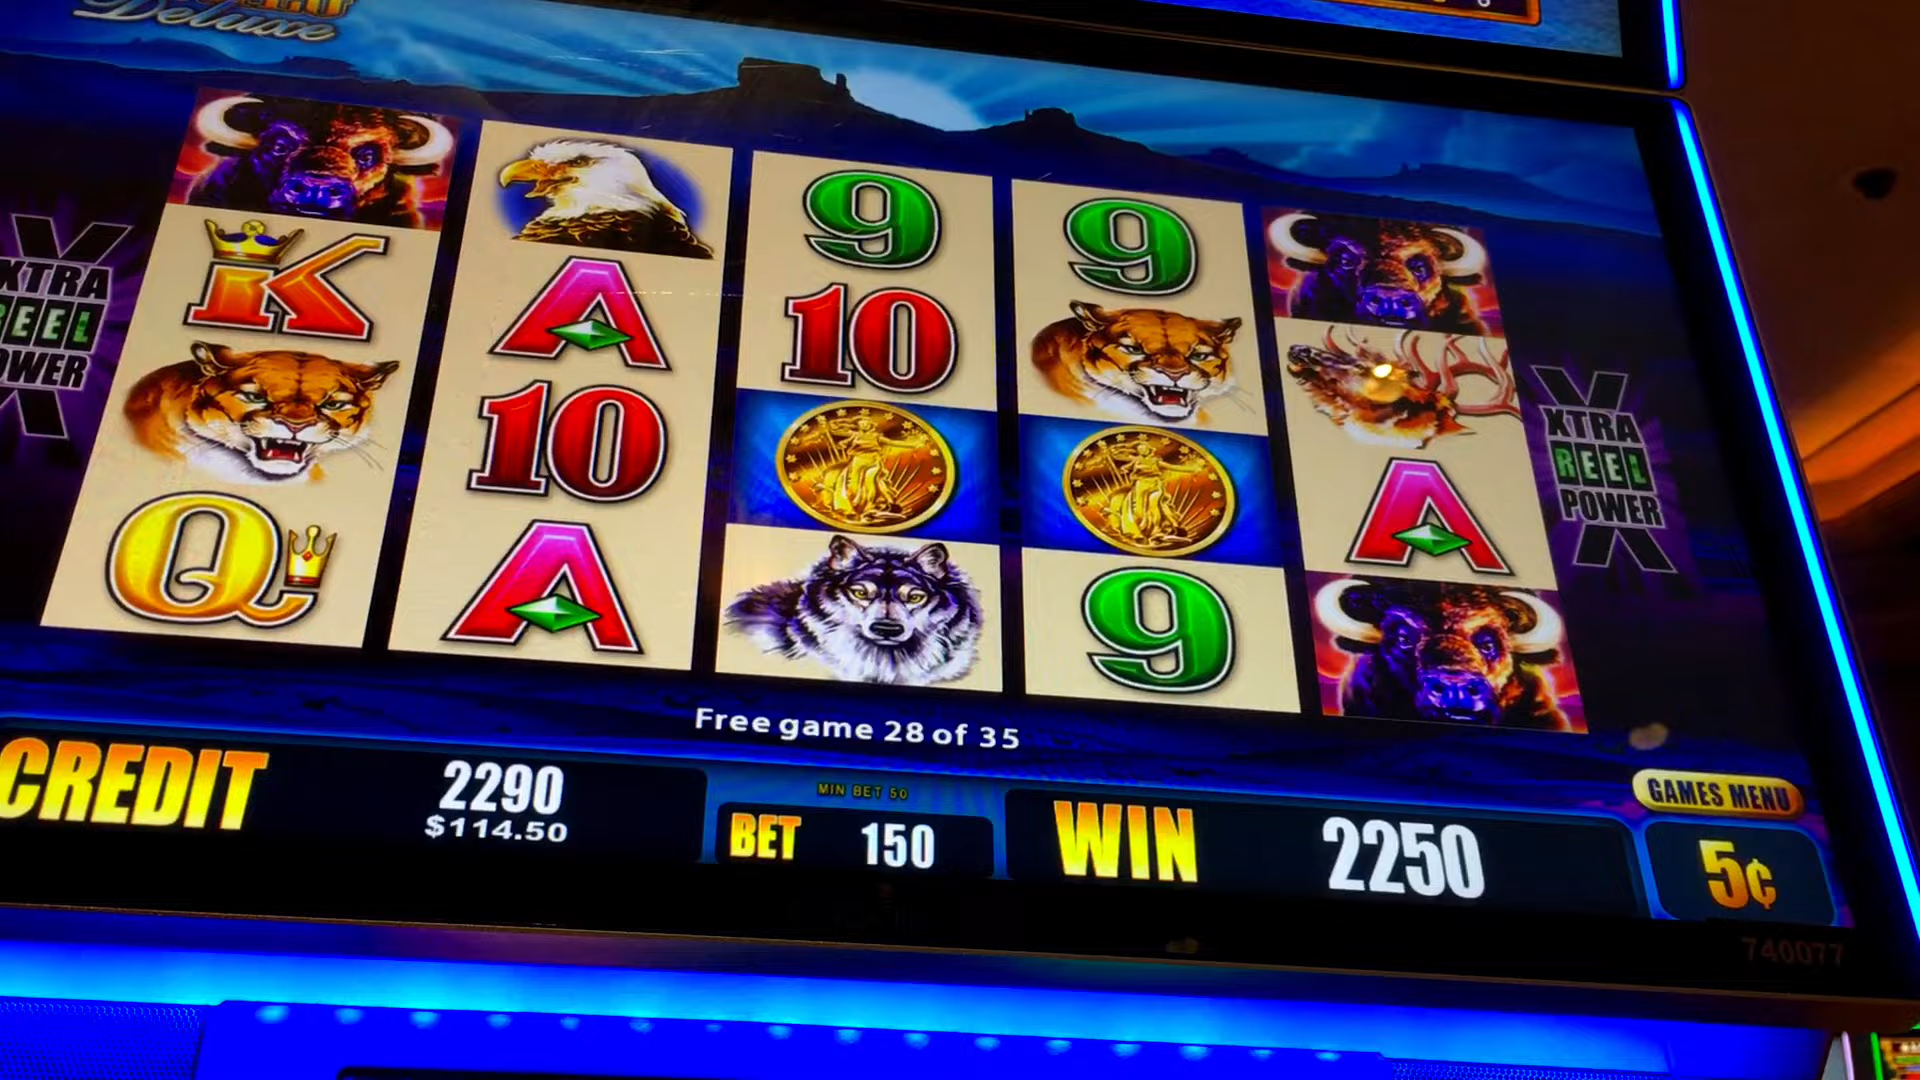 Deluxe
XTRA
REEL
POWER
K
A
10
A
Q
9
10
9
9
A
XTRA
REEL
POWER
Free game 28 of 35
CREDIT
2290
$114.50
MIN BET 50
BET 150
WIN 2250
GAMES MENU
5¢
740077